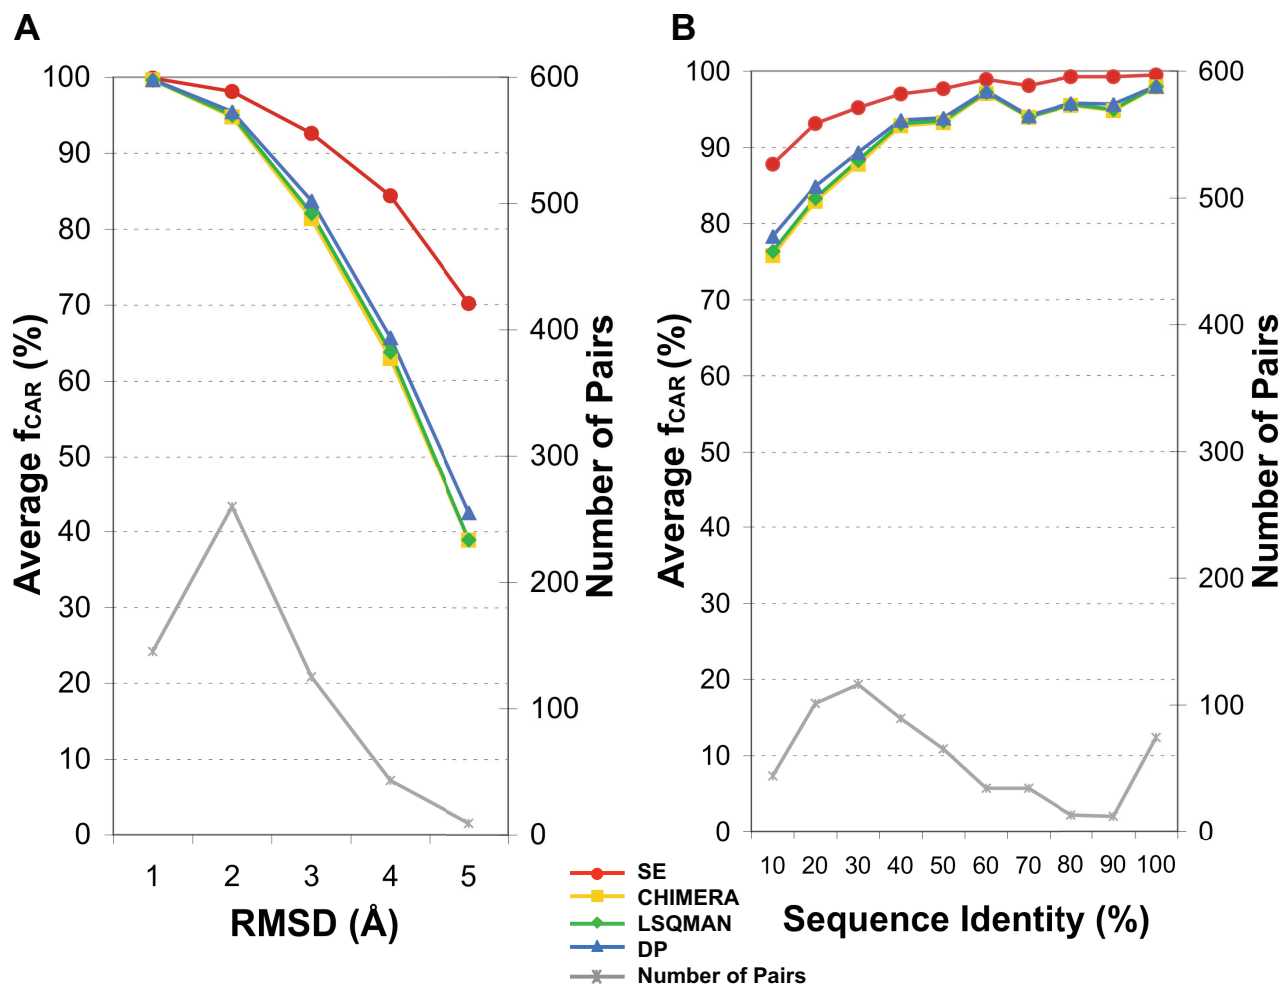 A
100
90
80
70
60
50
40
30
20
10
0
Average fCAR (%)
600
500
400
300
200
100
0
Number of Pairs
1 2 3 4 5
RMSD (Å)
B
100
90
80
70
60
50
40
30
20
10
0
Average fCAR (%)
600
500
400
300
200
100
0
Number of Pairs
10 20 30 40 50 60 70 80 90 100
Sequence Identity (%)
SE
CHIMERA
LSQMAN
DP
Number of Pairs